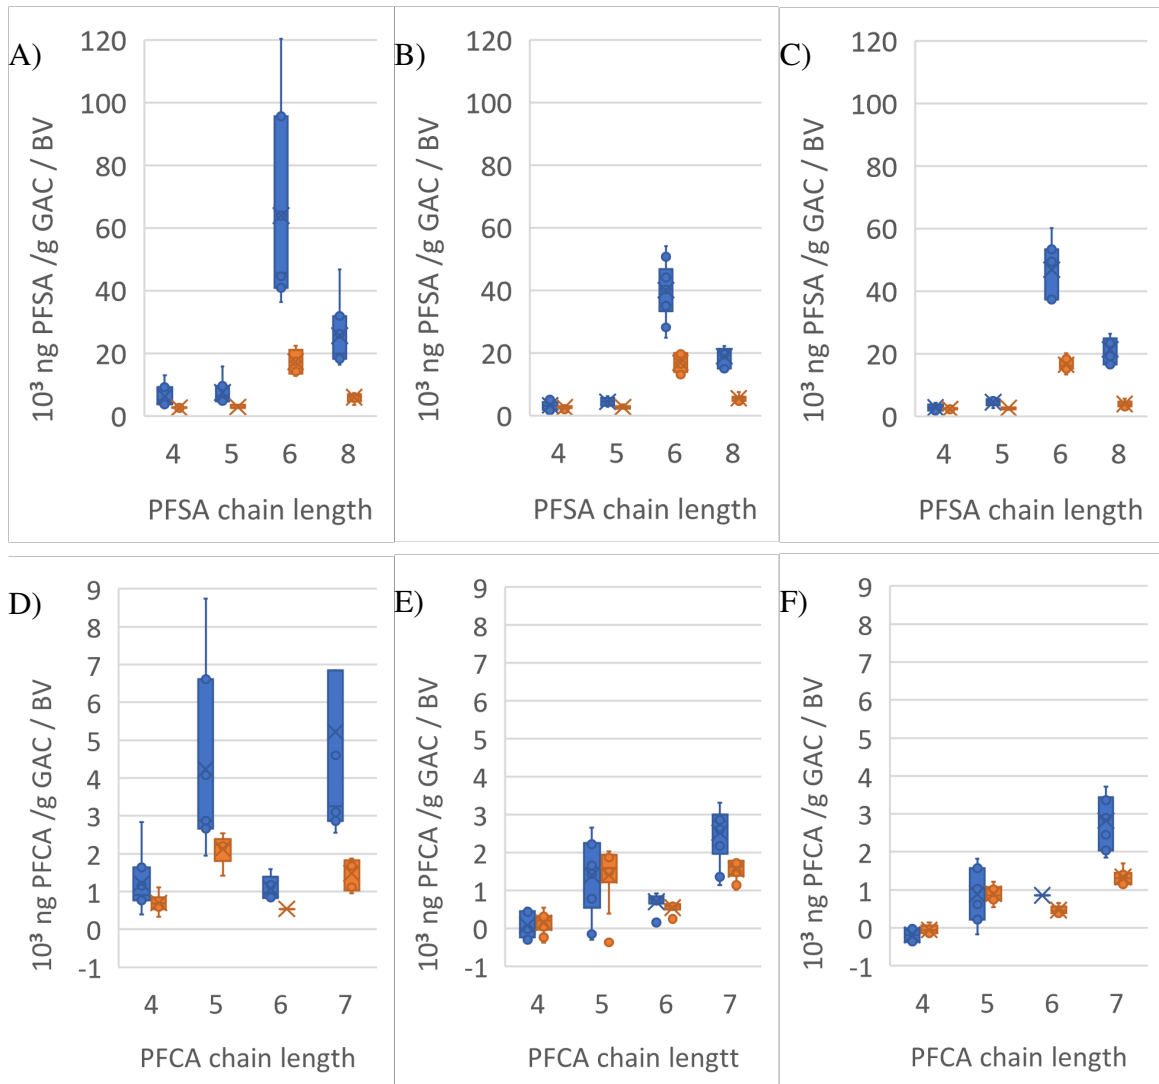 A)
10³ ng PFSA /g GAC / BV
120
100
80
60
40
20
0
4 5 6 8
PFSA chain length
B)
10³ ng PFSA /g GAC / BV
120
100
80
60
40
20
0
4 5 6 8
PFSA chain length
C)
10³ ng PFSA /g GAC / BV
120
100
80
60
40
20
0
4 5 6 8
PFSA chain length
D)
10³ ng PFCA /g GAC / BV
9
8
7
6
5
4
3
2
1
0
-1
4 5 6 7
PFCA chain length
E)
10³ ng PFCA /g GAC / BV
9
8
7
6
5
4
3
2
1
0
-1
4 5 6 7
PFCA chain lengtt
F)
10³ ng PFCA /g GAC / BV
9
8
7
6
5
4
3
2
1
0
-1
4 5 6 7
PFCA chain length